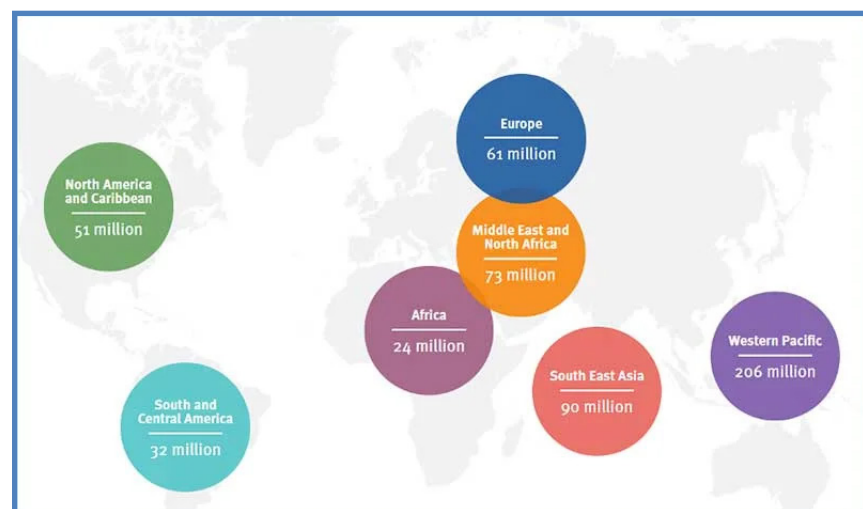 Europe
61 million
North America
and Caribbean
51 million
Middle East and
North Africa
73 million
Africa
24 million
Western Pacific
206 million
South East Asia
90 million
South and
Central America
32 million